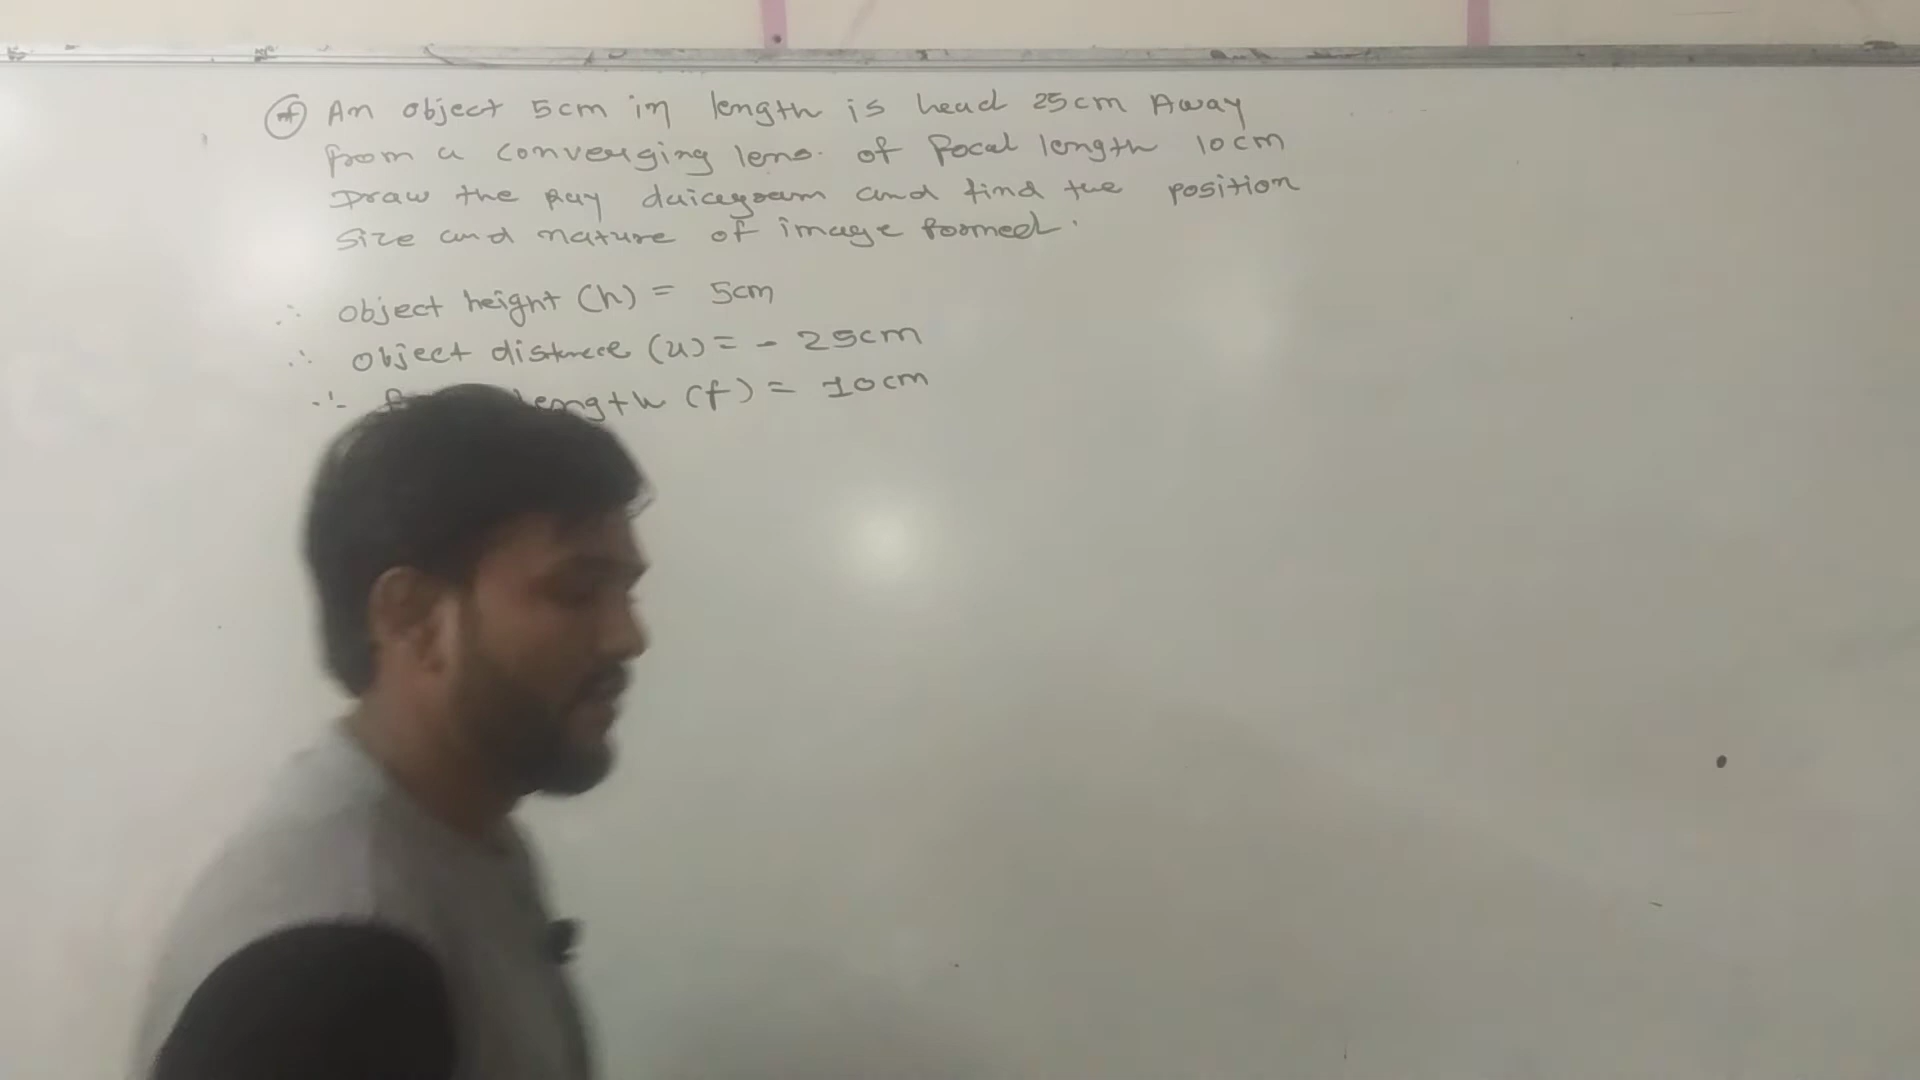 An object 5cm in length is head 25cm Away
from a converging lens. of focal length 10cm
Draw the Ray daicegram and find the position
size and nature of image formed.
∴ object height (h) = 5cm
∴ object distance (u) = - 25cm
∴ length (f) = 10cm